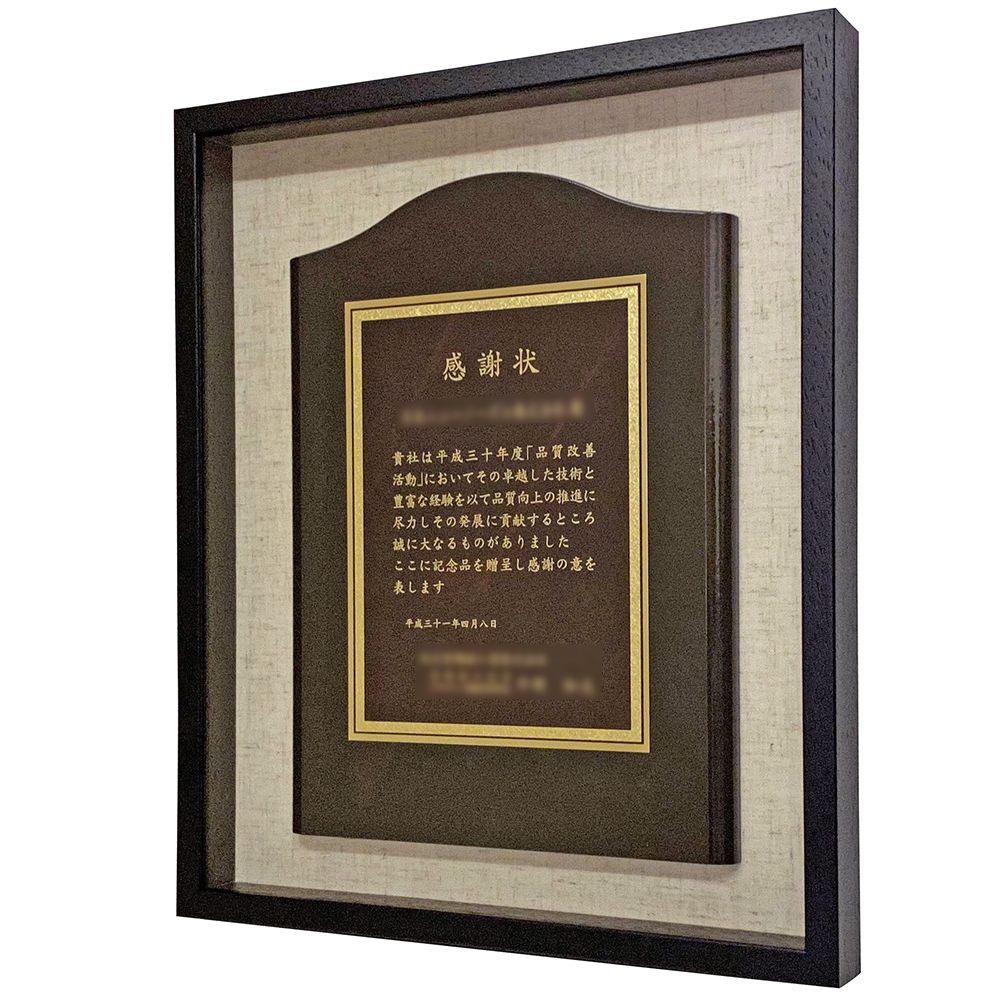 感謝状
貴社は平成三十年度「品質改善
活動」においてその卓越した技術と
豊富な経験を以て品質向上の推進に
尽力しその発展に貢献するところ
誠に大なるものがありました
ここに記念品を贈呈し感謝の意を
表します
平成三十一年四月八日